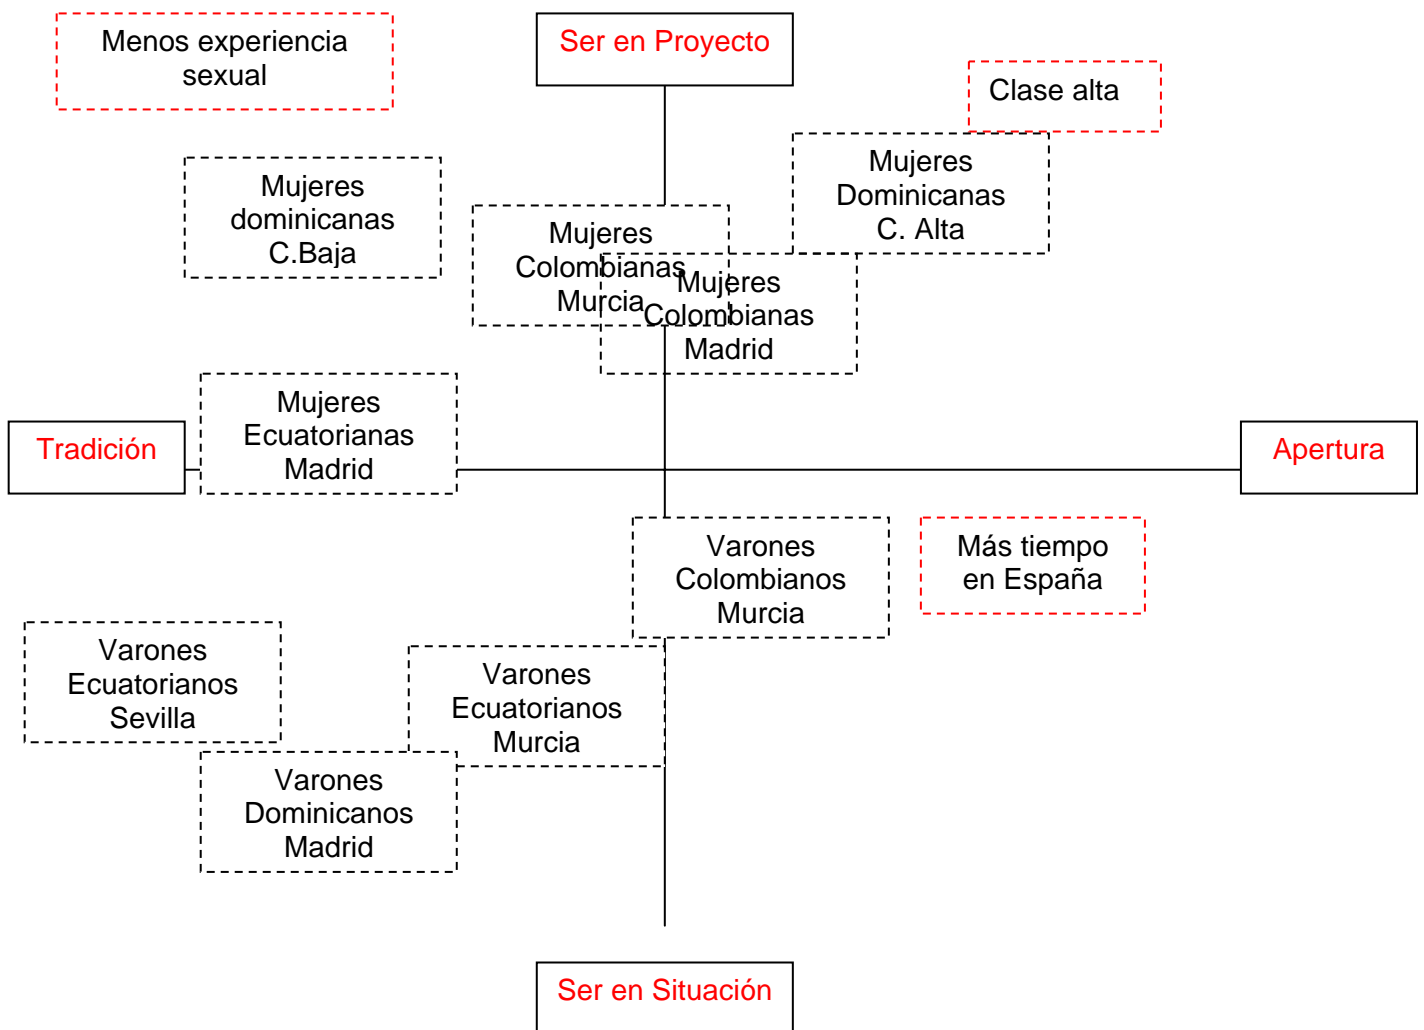 Menos experiencia
sexual
Ser en Proyecto
Clase alta
Mujeres
dominicanas
C.Baja
Mujeres
Dominicanas
C. Alta
Mujeres
Colombianas
Murcia
Mujeres
Colombianas
Madrid
Mujeres
Ecuatorianas
Madrid
Tradición
Apertura
Varones
Colombianos
Murcia
Más tiempo
en España
Varones
Ecuatorianos
Sevilla
Varones
Ecuatorianos
Murcia
Varones
Dominicanos
Madrid
Ser en Situación